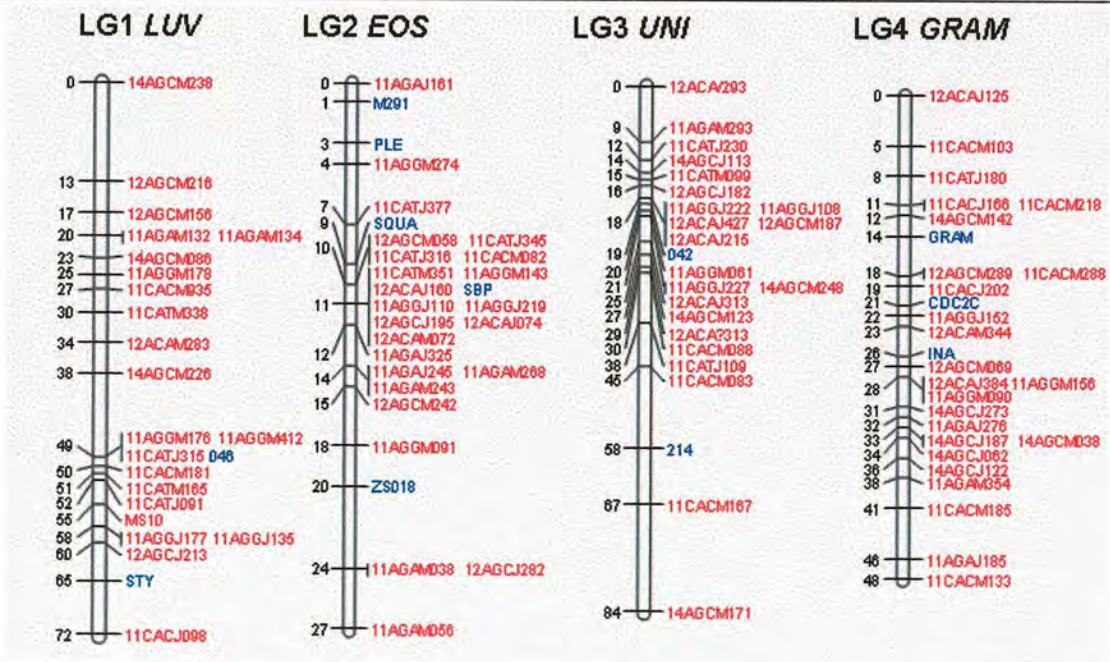 LG1 LUV
0 14AGCM238
13 12AGCM216
17 12AGCM156
20 11AGAM132 11AGAM134
23 14AGCM086
25 11AGGM178
27 11CACM935
30 11CATM338
34 12ACAM283
38 14AGCM226
49 11AGGM176 11AGGM412
11CATJ315 046
50 11CACM181
51 11CATM165
52 11CATJ091
55 MS10
58 11AGGJ177 11AGGJ135
60 12AGCJ213
65 STY
72 11CACJ098
LG2 EOS
0 11AGAJ161
1 M291
3 PLE
4 11AGGM274
7 11CATJ377
9 SQUA
10 12AGCM058 11CATJ345
11CATJ316 11CACM082
11CATM351 11AGGM143
12ACAJ160 SBP
11 11AGGJ110 11AGGJ219
12AGCJ195 12ACAJ074
12ACAM072
12 11AGAJ325
14 11AGAJ245 11AGAM268
11AGAM243
15 12AGCM242
18 11AGGM091
20 ZS018
24 11AGAM038 12AGCJ282
27 11AGAM056
LG3 UNI
0 12ACA/293
9 11AGAM293
12 11CATJ230
14 14AGCJ113
15 11CATM099
16 12AGCJ182
11AGGJ222 11AGGJ108
18 12ACAJ427 12AGCM187
12ACAJ215
19 042
20 11AGGM061
21 11AGGJ227 14AGCM248
25 12ACAJ313
27 14AGCM123
29 12ACA?313
30 11CACM088
38 11CATJ109
45 11CACM083
58 214
67 11CACM167
84 14AGCM171
LG4 GRAM
0 12ACAJ125
5 11CACM103
8 11CATJ180
11 11CACJ166 11CACM218
12 14AGCM142
14 GRAM
18 12AGCM289 11CACM288
19 11CACJ202
21 CDC2C
22 11AGGJ152
23 12ACAM344
26 INA
27 12AGCM069
28 12ACAJ384 11AGGM156
11AGGM090
31 14AGCJ273
32 11AGAJ276
33 14AGCJ187 14AGCM038
34 14AGCJ062
36 14AGCJ122
38 11AGAM354
41 11CACM185
46 11AGAJ185
48 11CACM133